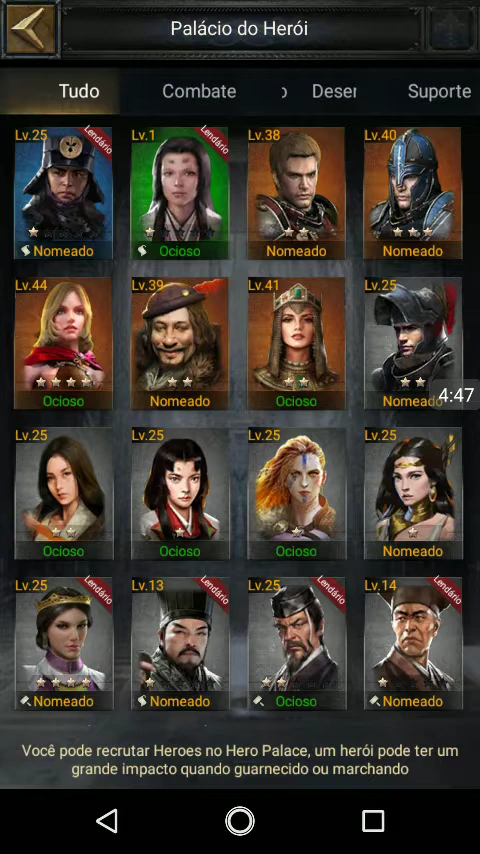 Palácio do Herói
Tudo Combate o Deser Suporte
Lv.25 Lendário Lv.1 Lendário Lv.38 Lv.40
Nomeado Ocioso Nomeado Nomeado
Lv.44 Lv.39 Lv.41 Lv.25
4:47
Ocioso Nomeado Ocioso Nomeado
Lv.25 Lv.25 Lv.25 Lv.25
Ocioso Ocioso Ocioso Nomeado
Lv.25 Lendário Lv.13 Lendário Lv.25 Lendário Lv.14 Lendário
Nomeado Nomeado Ocioso Nomeado
Você pode recrutar Heroes no Hero Palace, um herói pode ter um
grande impacto quando guarnecido ou marchando